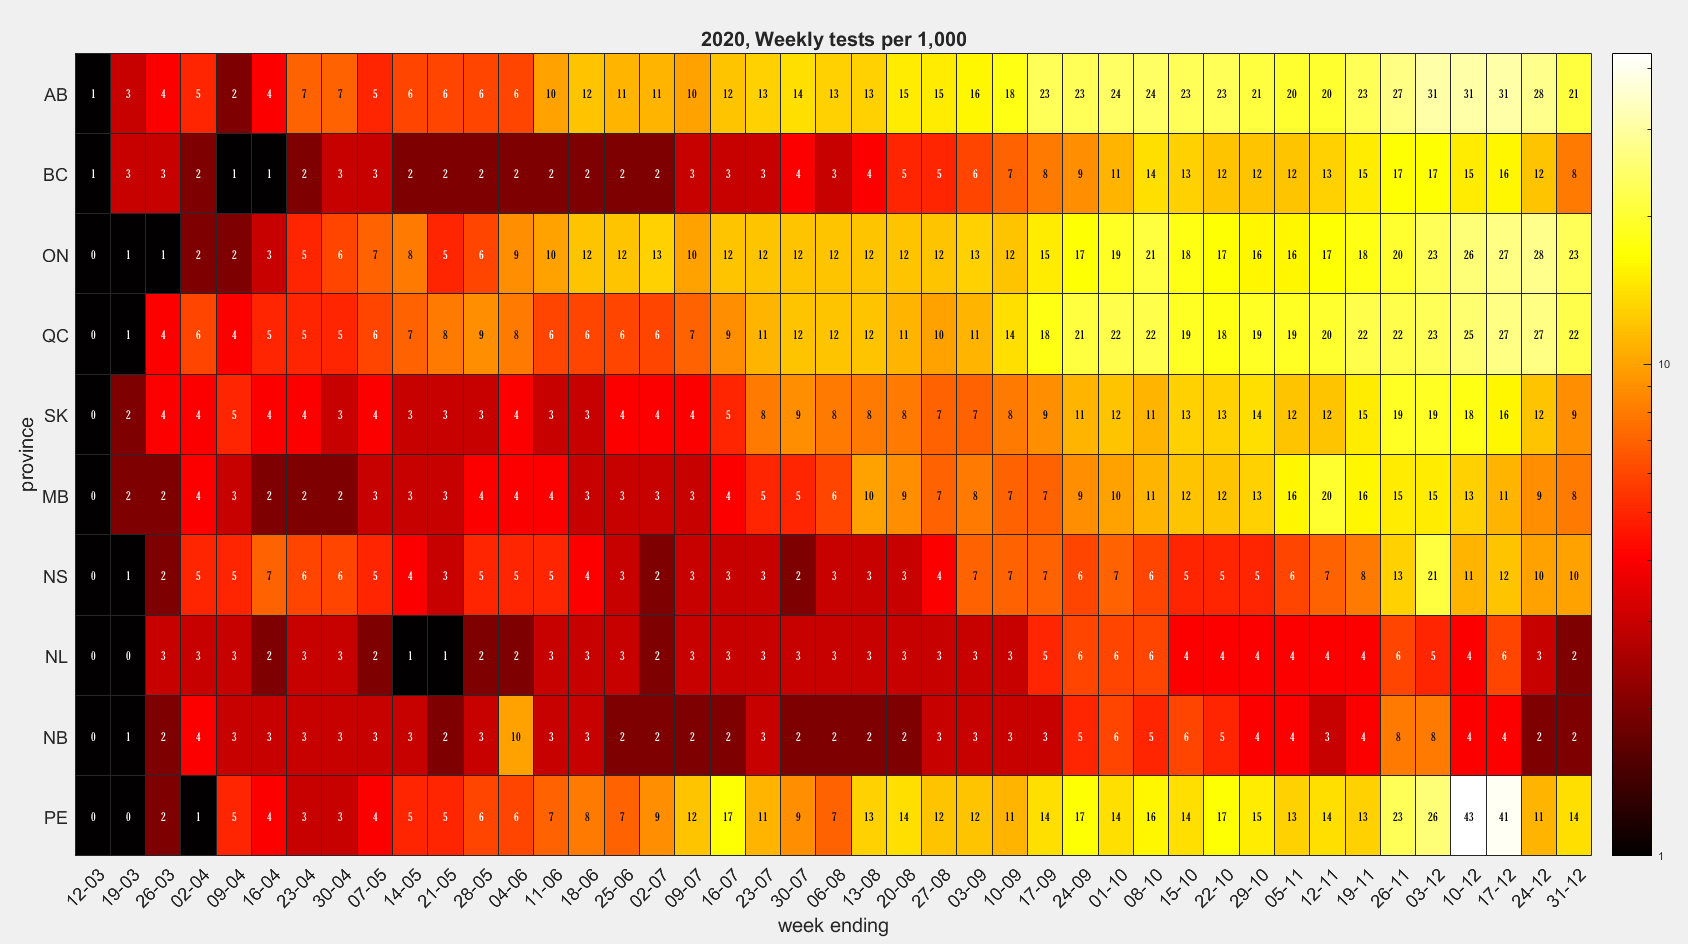 2020, Weekly tests per 1,000
AB 1 3 4 5 2 4 7 7 5 6 6 6 6 10 12 11 11 10 12 13 14 13 13 15 15 16 18 23 23 24 24 23 23 21 20 20 23 27 31 31 31 28 21
BC 1 3 3 2 1 1 2 3 3 2 2 2 2 2 2 2 2 3 3 3 4 3 4 5 5 6 7 8 9 11 14 13 12 12 12 13 15 17 17 15 16 12 8
ON 0 1 1 2 2 3 5 6 7 8 5 6 9 10 12 12 13 10 12 12 12 12 12 12 12 13 12 15 17 19 21 18 17 16 16 17 18 20 23 26 27 28 23
QC 0 1 4 6 4 5 5 5 6 7 8 9 8 6 6 6 6 7 9 11 12 12 12 11 10 11 14 18 21 22 22 19 18 19 19 20 22 22 23 25 27 27 22
10
SK 0 2 4 4 5 4 4 3 4 3 3 3 4 3 3 4 4 4 5 8 9 8 8 8 7 7 8 9 11 12 11 13 13 14 12 12 15 19 19 18 16 12 9
province
MB 0 2 2 4 3 2 2 2 3 3 3 4 4 4 3 3 3 3 4 5 5 6 10 9 7 8 7 7 9 10 11 12 12 13 16 20 16 15 15 13 11 9 8
NS 0 1 2 5 5 7 6 6 5 4 3 5 5 5 4 3 2 3 3 3 2 3 3 3 4 7 7 7 6 7 6 5 5 5 6 7 8 13 21 11 12 10 10
NL 0 0 3 3 3 2 3 3 2 1 1 2 2 3 3 3 2 3 3 3 3 3 3 3 3 3 3 5 6 6 6 4 4 4 4 4 4 6 5 4 6 3 2
NB 0 1 2 4 3 3 3 3 3 3 2 3 10 3 3 2 2 2 2 3 2 2 2 2 3 3 3 3 5 6 5 6 5 4 4 3 4 8 8 4 4 2 2
PE 0 0 2 1 5 4 3 3 4 5 5 6 6 7 8 7 9 12 17 11 9 7 13 14 12 12 11 14 17 14 16 14 17 15 13 14 13 23 26 43 41 11 14
1
12-03 19-03 26-03 02-04 09-04 16-04 23-04 30-04 07-05 14-05 21-05 28-05 04-06 11-06 18-06 25-06 02-07 09-07 16-07 23-07 30-07 06-08 13-08 20-08 27-08 03-09 10-09 17-09 24-09 01-10 08-10 15-10 22-10 29-10 05-11 12-11 19-11 26-11 03-12 10-12 17-12 24-12 31-12
week ending